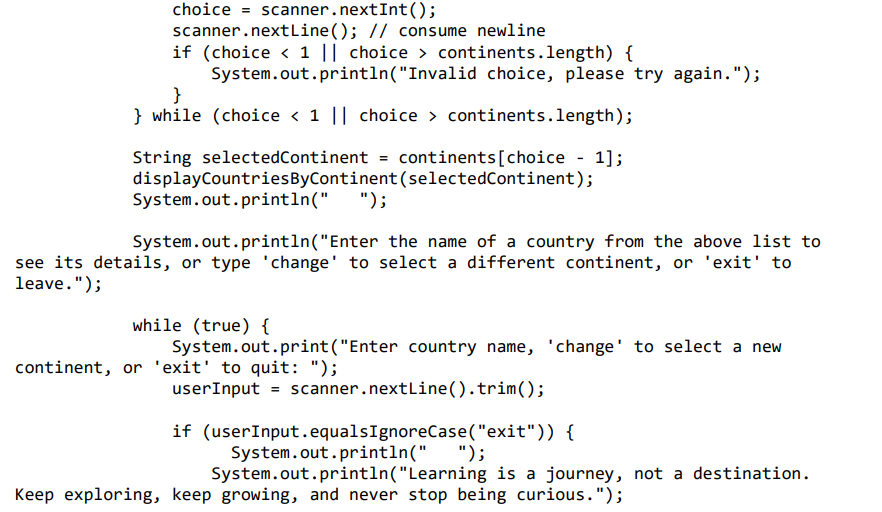 choice = scanner.nextInt();
scanner.nextLine(); // consume newline
if (choice < 1 || choice > continents.length) {
System.out.println("Invalid choice, please try again.");
}
} while (choice < 1 || choice > continents.length);
String selectedContinent = continents[choice - 1];
displayCountriesByContinent(selectedContinent);
System.out.println("   ");
System.out.println("Enter the name of a country from the above list to
see its details, or type 'change' to select a different continent, or 'exit' to
leave.");
while (true) {
System.out.print("Enter country name, 'change' to select a new
continent, or 'exit' to quit: ");
userInput = scanner.nextLine().trim();
if (userInput.equalsIgnoreCase("exit")) {
System.out.println("   ");
System.out.println("Learning is a journey, not a destination.
Keep exploring, keep growing, and never stop being curious.");